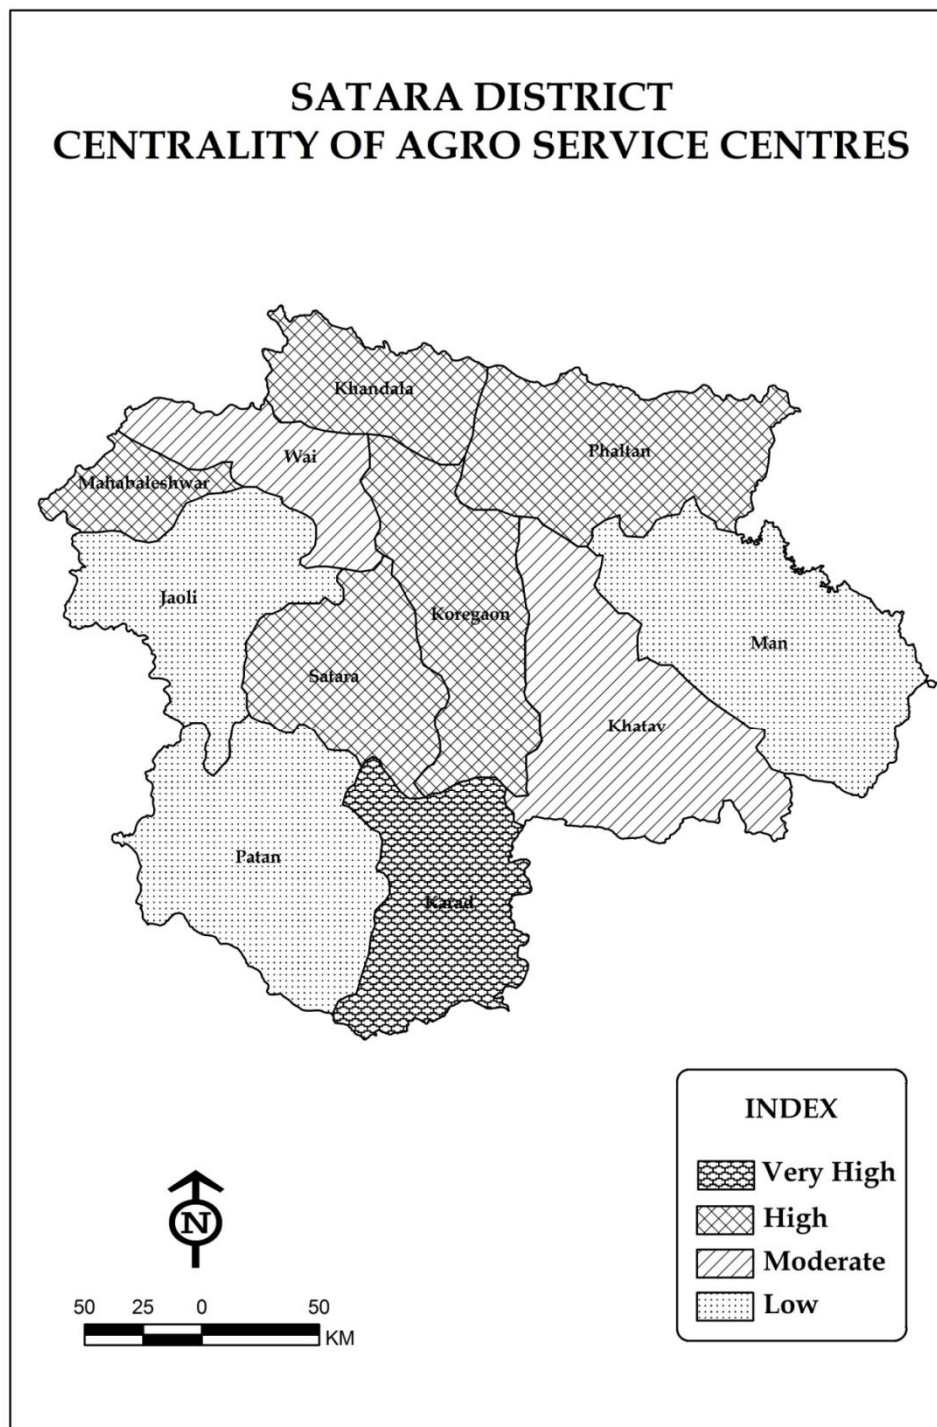 SATARA DISTRICT
CENTRALITY OF AGRO SERVICE CENTRES
Khandala
Phaltan
Wai
Mahabaleshwar
Jaoli
Koregaon
Man
Satara
Khatav
Patan
Karad
INDEX
Very High
High
Moderate
Low
N
50 25 0 50
KM